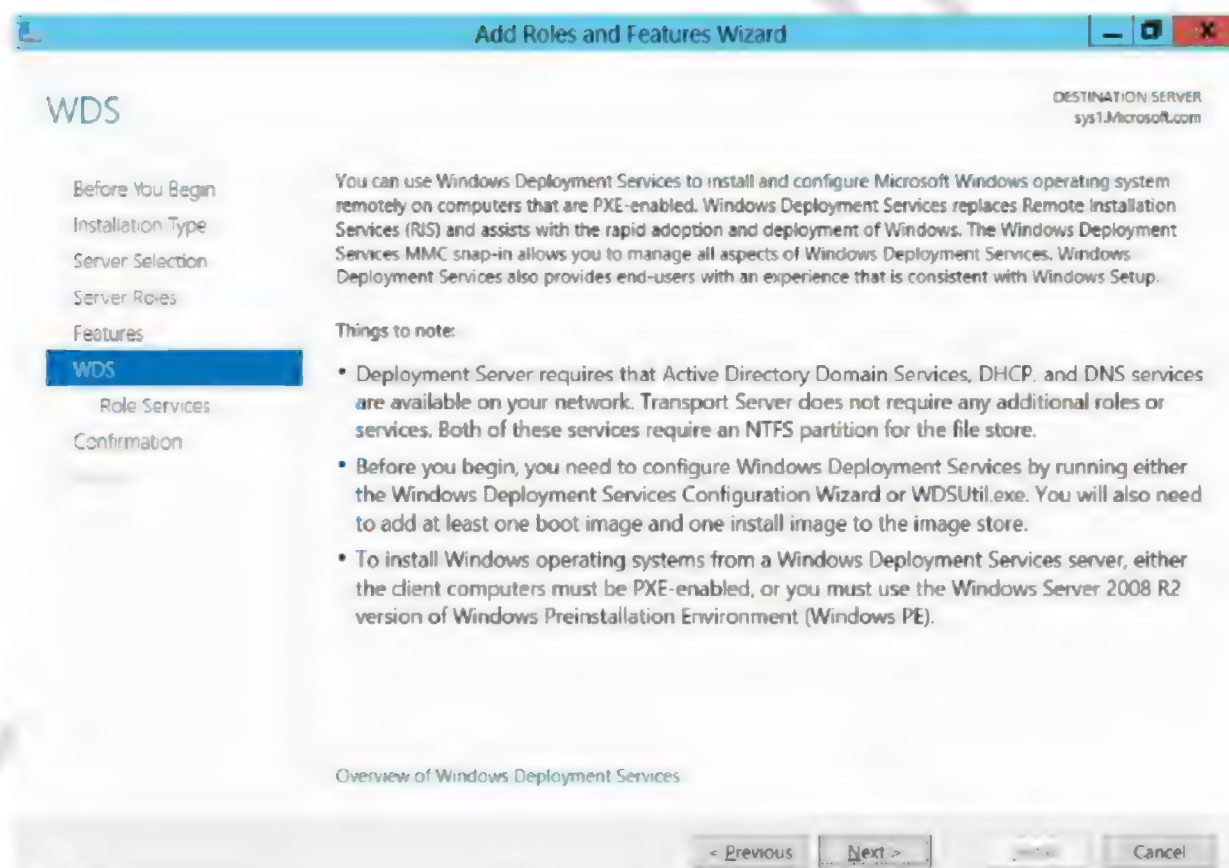 Add Roles and Features Wizard
WDS
DESTINATION SERVER
sys1.Microsoft.com
Before You Begin
Installation Type
Server Selection
Server Roles
Features
WDS
Role Services
Confirmation
You can use Windows Deployment Services to install and configure Microsoft Windows operating system
remotely on computers that are PXE-enabled. Windows Deployment Services replaces Remote Installation
Services (RIS) and assists with the rapid adoption and deployment of Windows. The Windows Deployment
Services MMC snap-in allows you to manage all aspects of Windows Deployment Services. Windows
Deployment Services also provides end-users with an experience that is consistent with Windows Setup.
Things to note:
• Deployment Server requires that Active Directory Domain Services, DHCP. and DNS services
are available on your network. Transport Server does not require any additional roles or
services. Both of these services require an NTFS partition for the file store.
• Before you begin, you need to configure Windows Deployment Services by running either
the Windows Deployment Services Configuration Wizard or WDSUtil.exe. You will also need
to add at least one boot image and one install image to the image store.
• To install Windows operating systems from a Windows Deployment Services server, either
the client computers must be PXE-enabled, or you must use the Windows Server 2008 R2
version of Windows Preinstallation Environment (Windows PE).
Overview of Windows Deployment Services
< Previous
Next >
Cancel